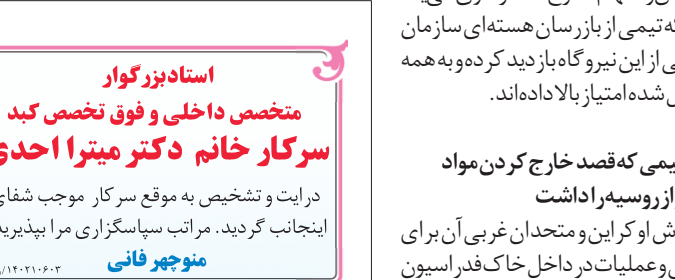 که تیمی از بازرسان هسته‌ای سازمان
از این نیروگاه بازدید کرده و به همه
شده امتیاز بالا داده‌اند.
که قصد خارج کردن مواد
از روسیه را داشت
اوکراین و متحدان غربی آن برای
و عملیات در داخل خاک فدراسیون
استاد بزرگوار
متخصص داخلی و فوق تخصص کبد
سرکار خانم دکتر میترا احدی
درایت و تشخیص به موقع سرکار موجب شفای
اینجانب گردید. مراتب سپاسگزاری مرا بپذیرید
منوچهر فانی
/۱۴۰۲۱۰۶۰۳